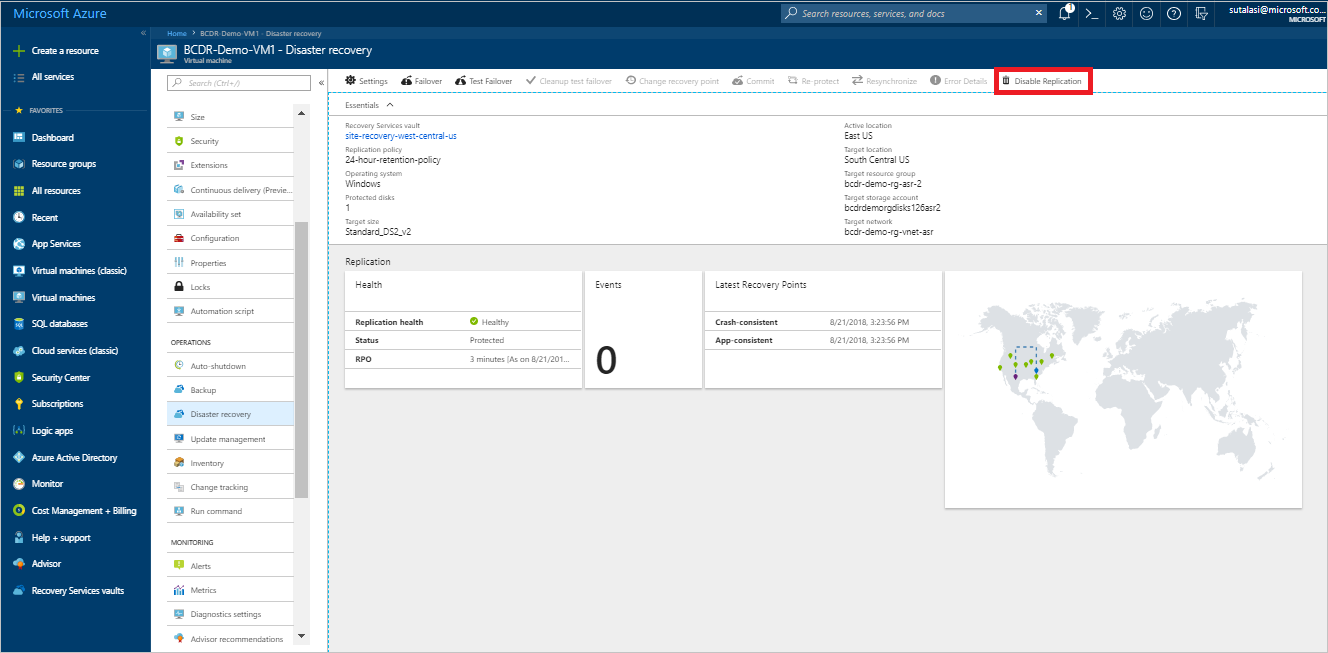 Microsoft Azure
Search resources, services, and docs
1
sutalasi@microsoft.co...
MICROSOFT
Create a resource
All services
FAVORITES
Dashboard
Resource groups
All resources
Recent
App Services
Virtual machines (classic)
Virtual machines
SQL databases
Cloud services (classic)
Security Center
Subscriptions
Logic apps
Azure Active Directory
Monitor
Cost Management + Billing
Help + support
Advisor
Recovery Services vaults
Home > BCDR-Demo-VM1 - Disaster recovery
BCDR-Demo-VM1 - Disaster recovery
Virtual machine
Search (Ctrl+/)
Size
Security
Extensions
Continuous delivery (Previe...
Availability set
Configuration
Properties
Locks
Automation script
OPERATIONS
Auto-shutdown
Backup
Disaster recovery
Update management
Inventory
Change tracking
Run command
MONITORING
Alerts
Metrics
Diagnostics settings
Advisor recommendations
Settings Failover Test Failover Cleanup test failover Change recovery point Commit Re-protect Resynchronize Error Details Disable Replication
Essentials
Recovery Services vault
site-recovery-west-central-us
Replication policy
24-hour-retention-policy
Operating system
Windows
Protected disks
1
Target size
Standard_DS2_v2
Active location
East US
Target location
South Central US
Target resource group
bcdr-demo-rg-asr-2
Target storage account
bcdrdemorgdisks126asr2
Target network
bcdr-demo-rg-vnet-asr
Replication
Health
Replication health Healthy
Status Protected
RPO 3 minutes [As on 8/21/201...
Events
0
Latest Recovery Points
Crash-consistent 8/21/2018, 3:23:56 PM
App-consistent 8/21/2018, 3:23:56 PM